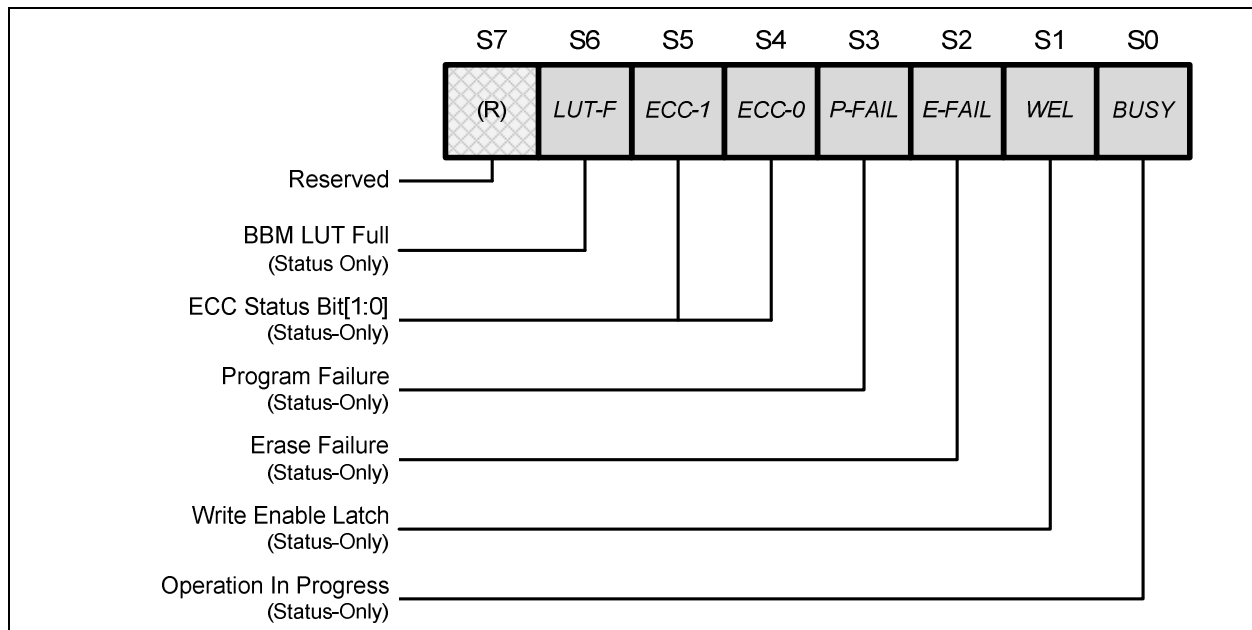 S7 S6 S5 S4 S3 S2 S1 S0
(R) LUT-F ECC-1 ECC-0 P-FAIL E-FAIL WEL BUSY
Reserved
BBM LUT Full
(Status Only)
ECC Status Bit[1:0]
(Status-Only)
Program Failure
(Status-Only)
Erase Failure
(Status-Only)
Write Enable Latch
(Status-Only)
Operation In Progress
(Status-Only)